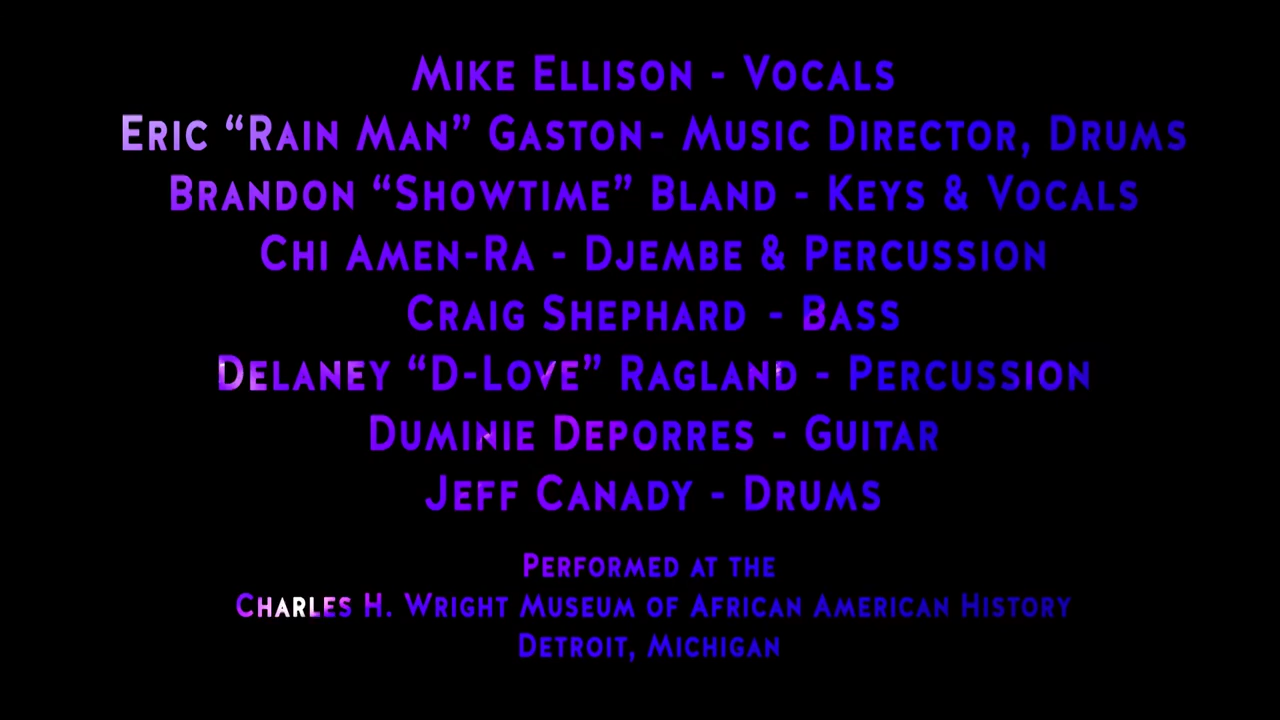 Mike Ellison - Vocals
Eric “Rain Man” Gaston- Music Director, Drums
Brandon “Showtime” Bland - Keys & Vocals
Chi Amen-Ra - Djembe & Percussion
Craig Shephard - Bass
Delaney “D-Love” Ragland - Percussion
Duminie Deporres - Guitar
Jeff Canady - Drums
Performed at the
Charles H. Wright Museum of African American History
Detroit, Michigan